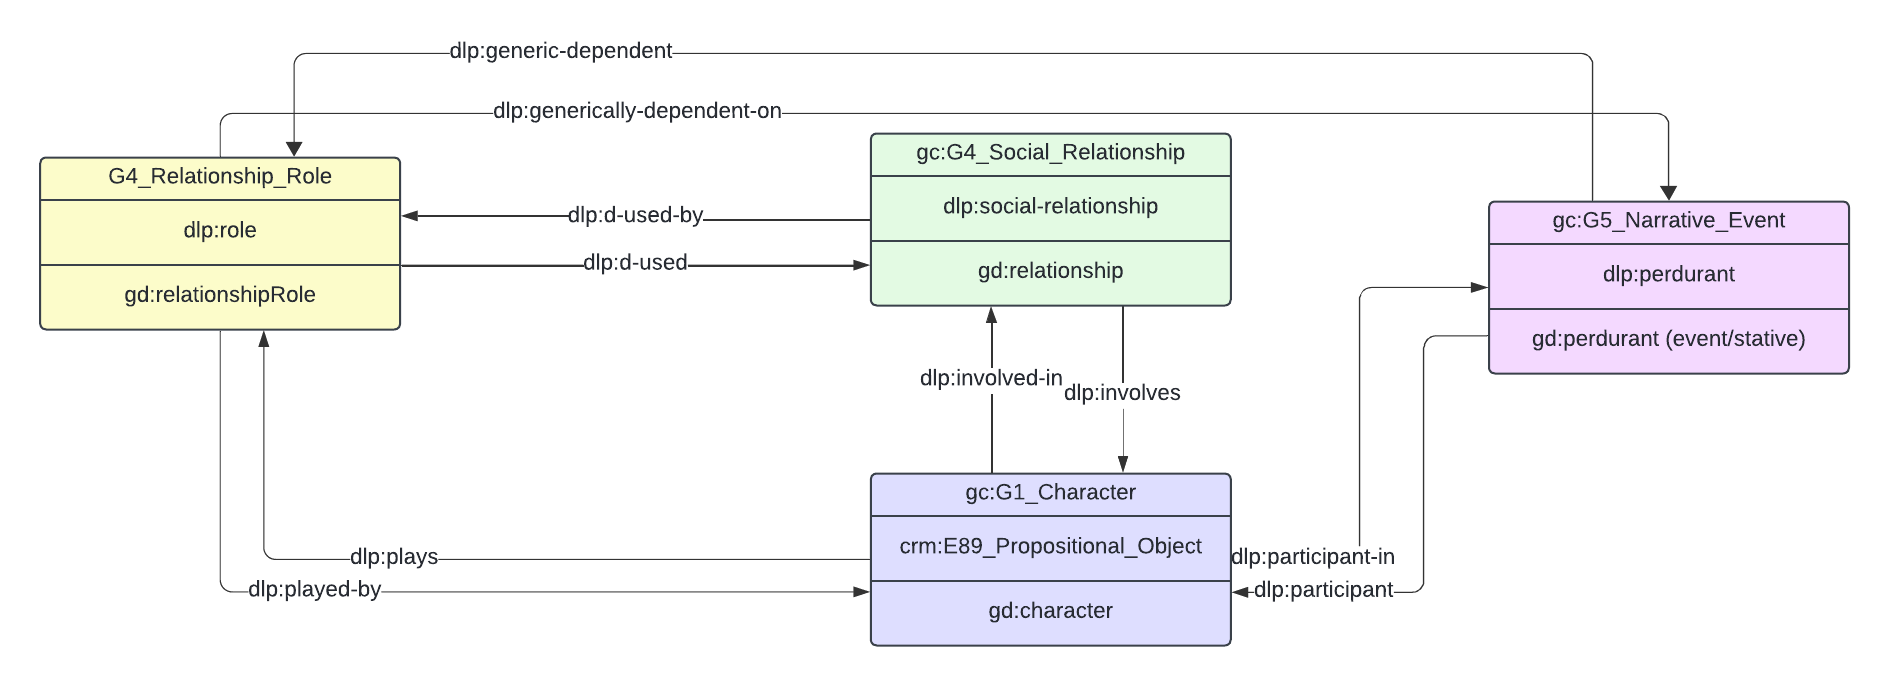 dlp:generic-dependent
dlp:generically-dependent-on
G4_Relationship_Role
dlp:role
gd:relationshipRole
dlp:d-used-by
dlp:d-used
gc:G4_Social_Relationship
dlp:social-relationship
gd:relationship
gc:G5_Narrative_Event
dlp:perdurant
gd:perdurant (event/stative)
dlp:involved-in
dlp:involves
gc:G1_Character
crm:E89_Propositional_Object
gd:character
dlp:plays
dlp:played-by
dlp:participant-in
dlp:participant